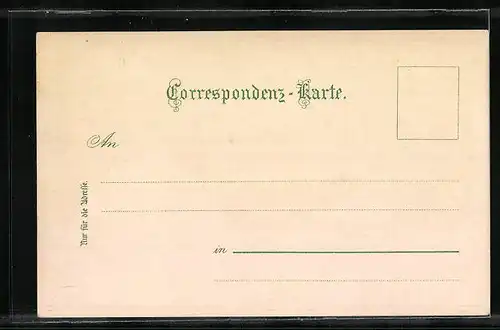 Correspondenz-Karte.
An
Nur für die Adresse.
in